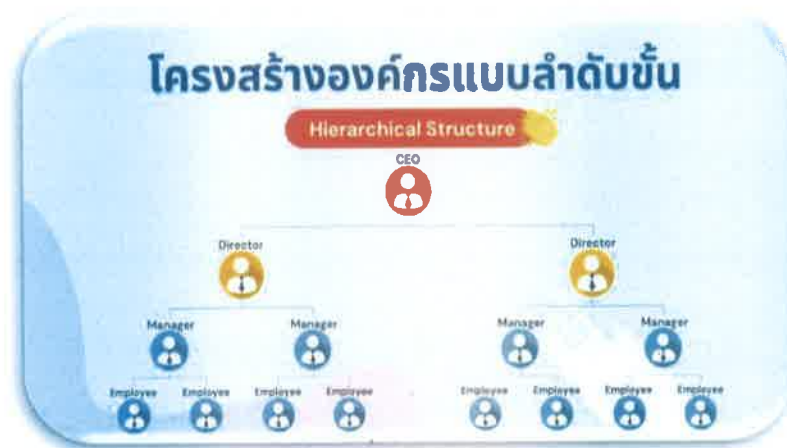 โครงสร้างองค์กรแบบลำดับขั้น
Hierarchical Structure
CEO
Director Director
Manager Manager Manager Manager
Employee Employee Employee Employee Employee Employee Employee Employee